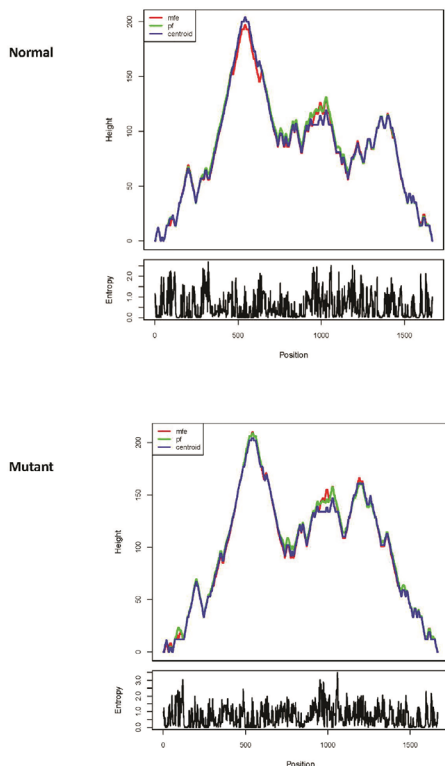 Normal
mfe
pf
centroid
Height
200
150
100
50
0
Entropy
2.0
1.0
0.0
0
500
1000
1500
Position
Mutant
mfe
pf
centroid
Height
200
150
100
50
0
Entropy
3.0
2.0
1.0
0.0
0
500
1000
1500
Position